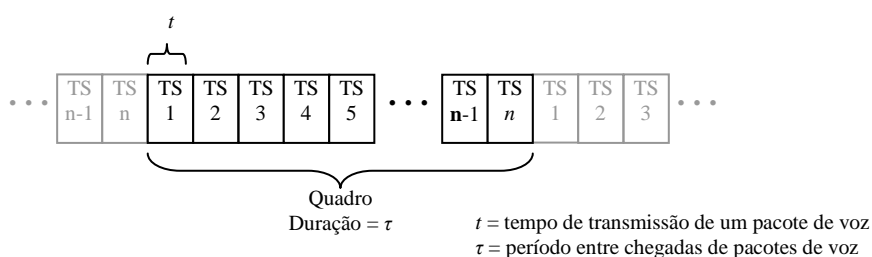 t
TS TS TS TS TS TS TS TS TS TS TS TS
n-1 n 1 2 3 4 5 n-1 n 1 2 3
Quadro
Duração = τ
t = tempo de transmissão de um pacote de voz
τ = período entre chegadas de pacotes de voz